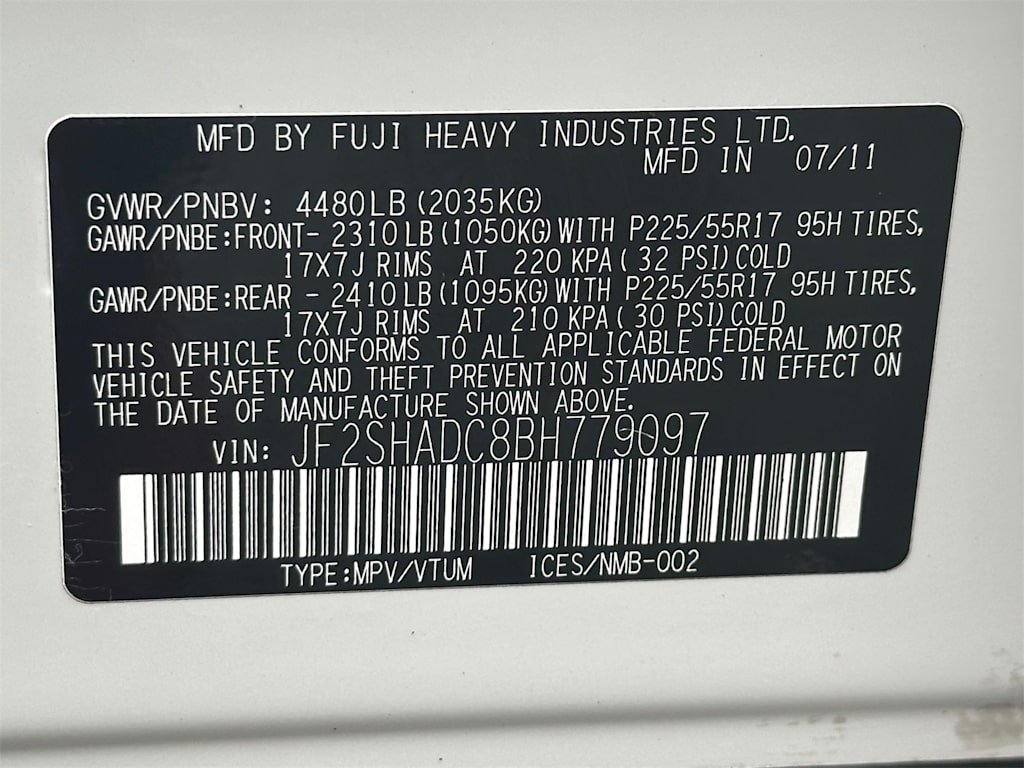 MFD BY FUJI HEAVY INDUSTRIES LTD.
MFD IN 07/11
GVWR/PNBV: 4480LB (2035KG)
GAWR/PNBE:FRONT- 2310LB (1050KG) WITH P225/55R17 95H TIRES,
17X7J RIMS AT 220 KPA ( 32 PSI) COLD
GAWR/PNBE:REAR - 2410LB (1095KG) WITH P225/55R17 95H TIRES,
17X7J RIMS AT 210 KPA ( 30 PSI) COLD
THIS VEHICLE CONFORMS TO ALL APPLICABLE FEDERAL MOTOR
VEHICLE SAFETY AND THEFT PREVENTION STANDARDS IN EFFECT ON
THE DATE OF MANUFACTURE SHOWN ABOVE.
VIN: JF2SHADC8BH779097
TYPE:MPV/VTUM ICES/NMB-002